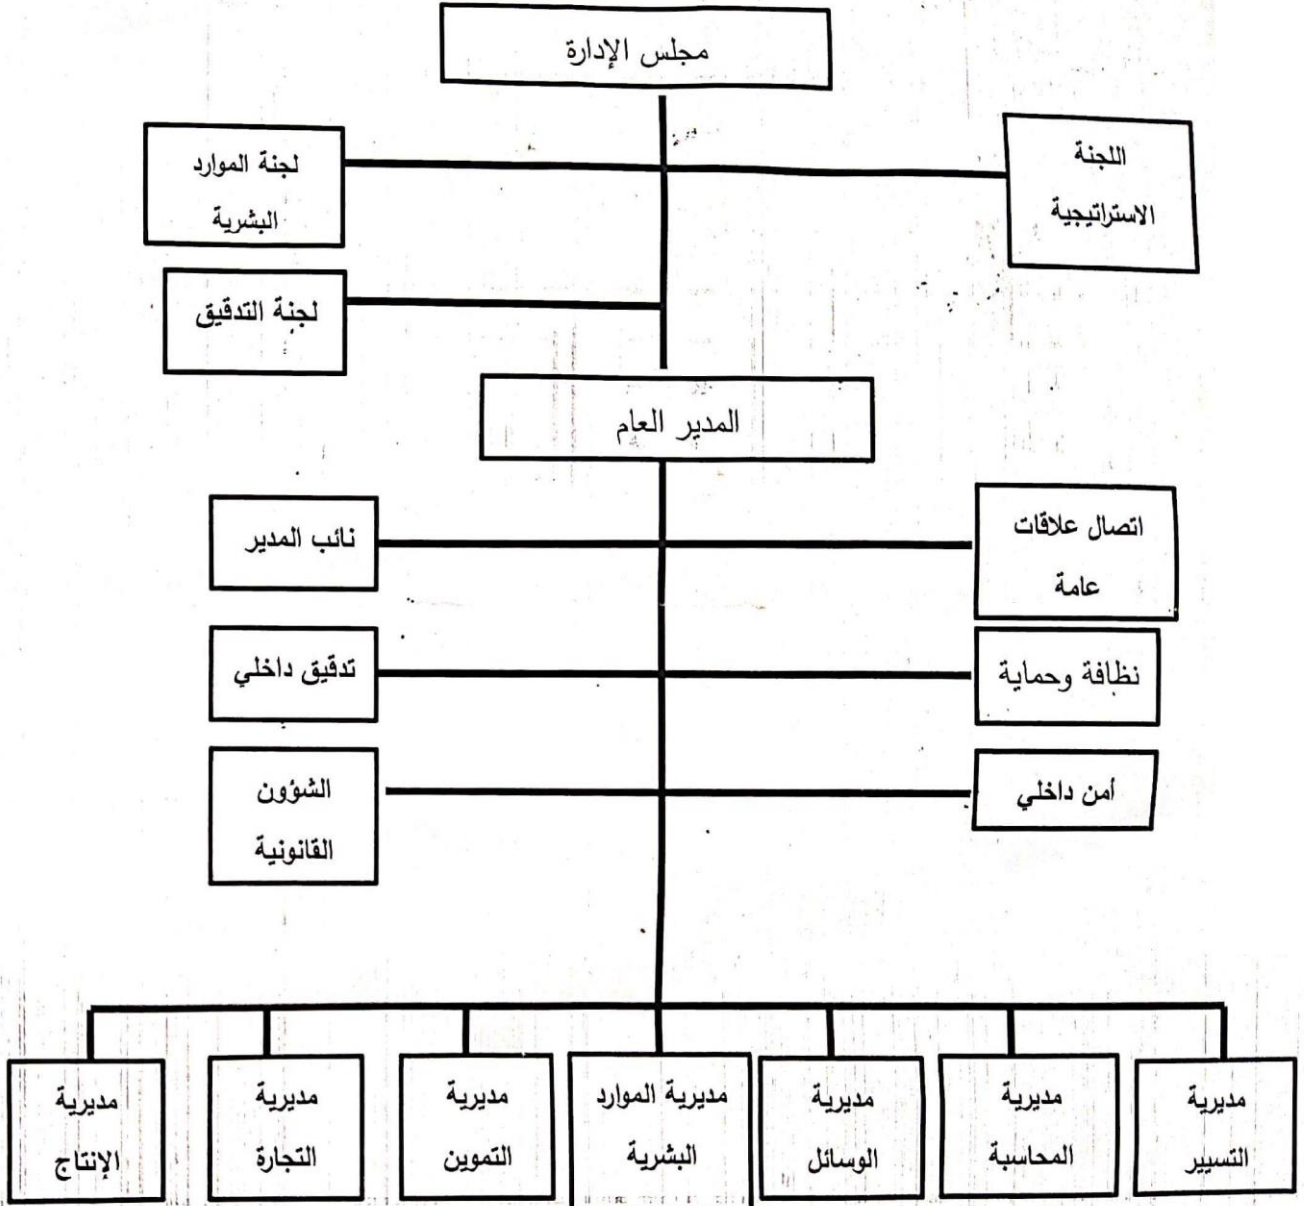 مجلس الإدارة
اللجنة
الاستراتيجية
لجنة الموارد
البشرية
لجنة التدقيق
المدير العام
اتصال علاقات
عامة
نائب المدير
نظافة وحماية
تدقيق داخلي
أمن داخلي
الشؤون
القانونية
مديرية
التسيير
مديرية
المحاسبة
مديرية
الوسائل
مديرية الموارد
البشرية
مديرية
التموين
مديرية
التجارة
مديرية
الإنتاج